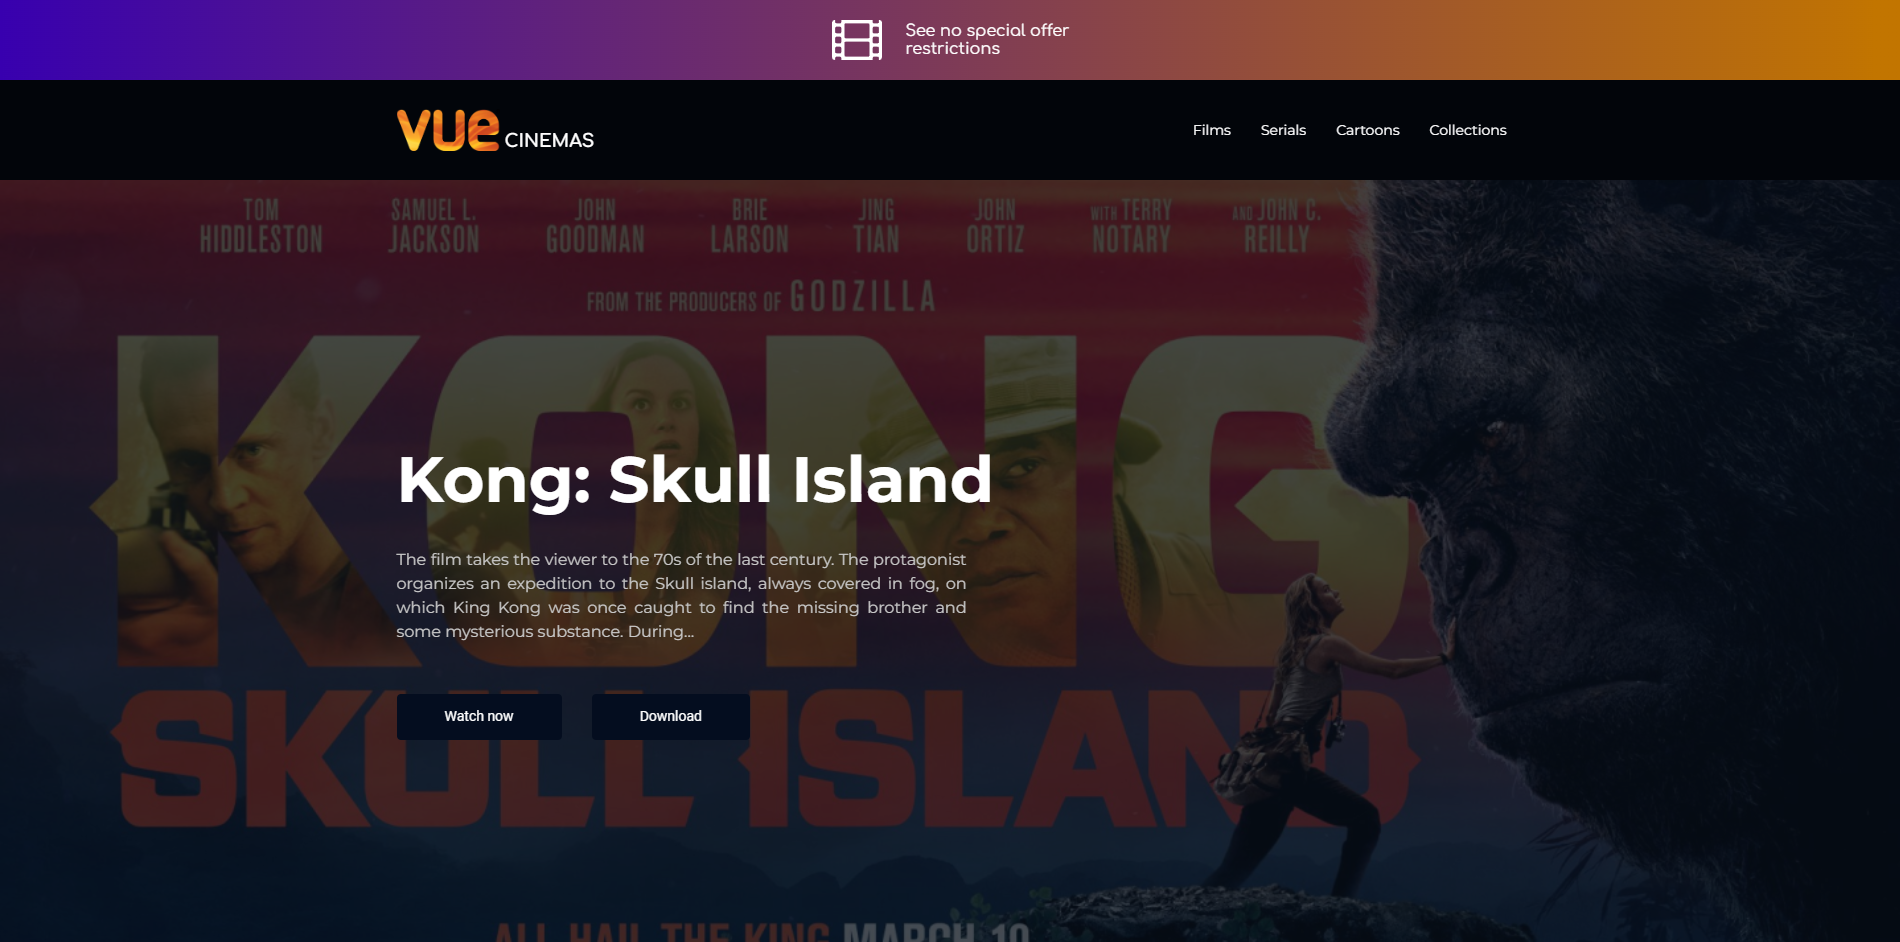 See no special offer
restrictions
vue CINEMAS
Films Serials Cartoons Collections
TOM HIDDLESTON
SAMUEL L. JACKSON
JOHN GOODMAN
BRIE LARSON
JING TIAN
JOHN ORTIZ
WITH TERRY NOTARY
AND JOHN C. REILLY
FROM THE PRODUCERS OF GODZILLA
KONG
Kong: Skull Island
The film takes the viewer to the 70s of the last century. The protagonist
organizes an expedition to the Skull island, always covered in fog, on
which King Kong was once caught to find the missing brother and
some mysterious substance. During...
Watch now Download
SKULL ISLAND
ALL HAIL THE KING MARCH 10